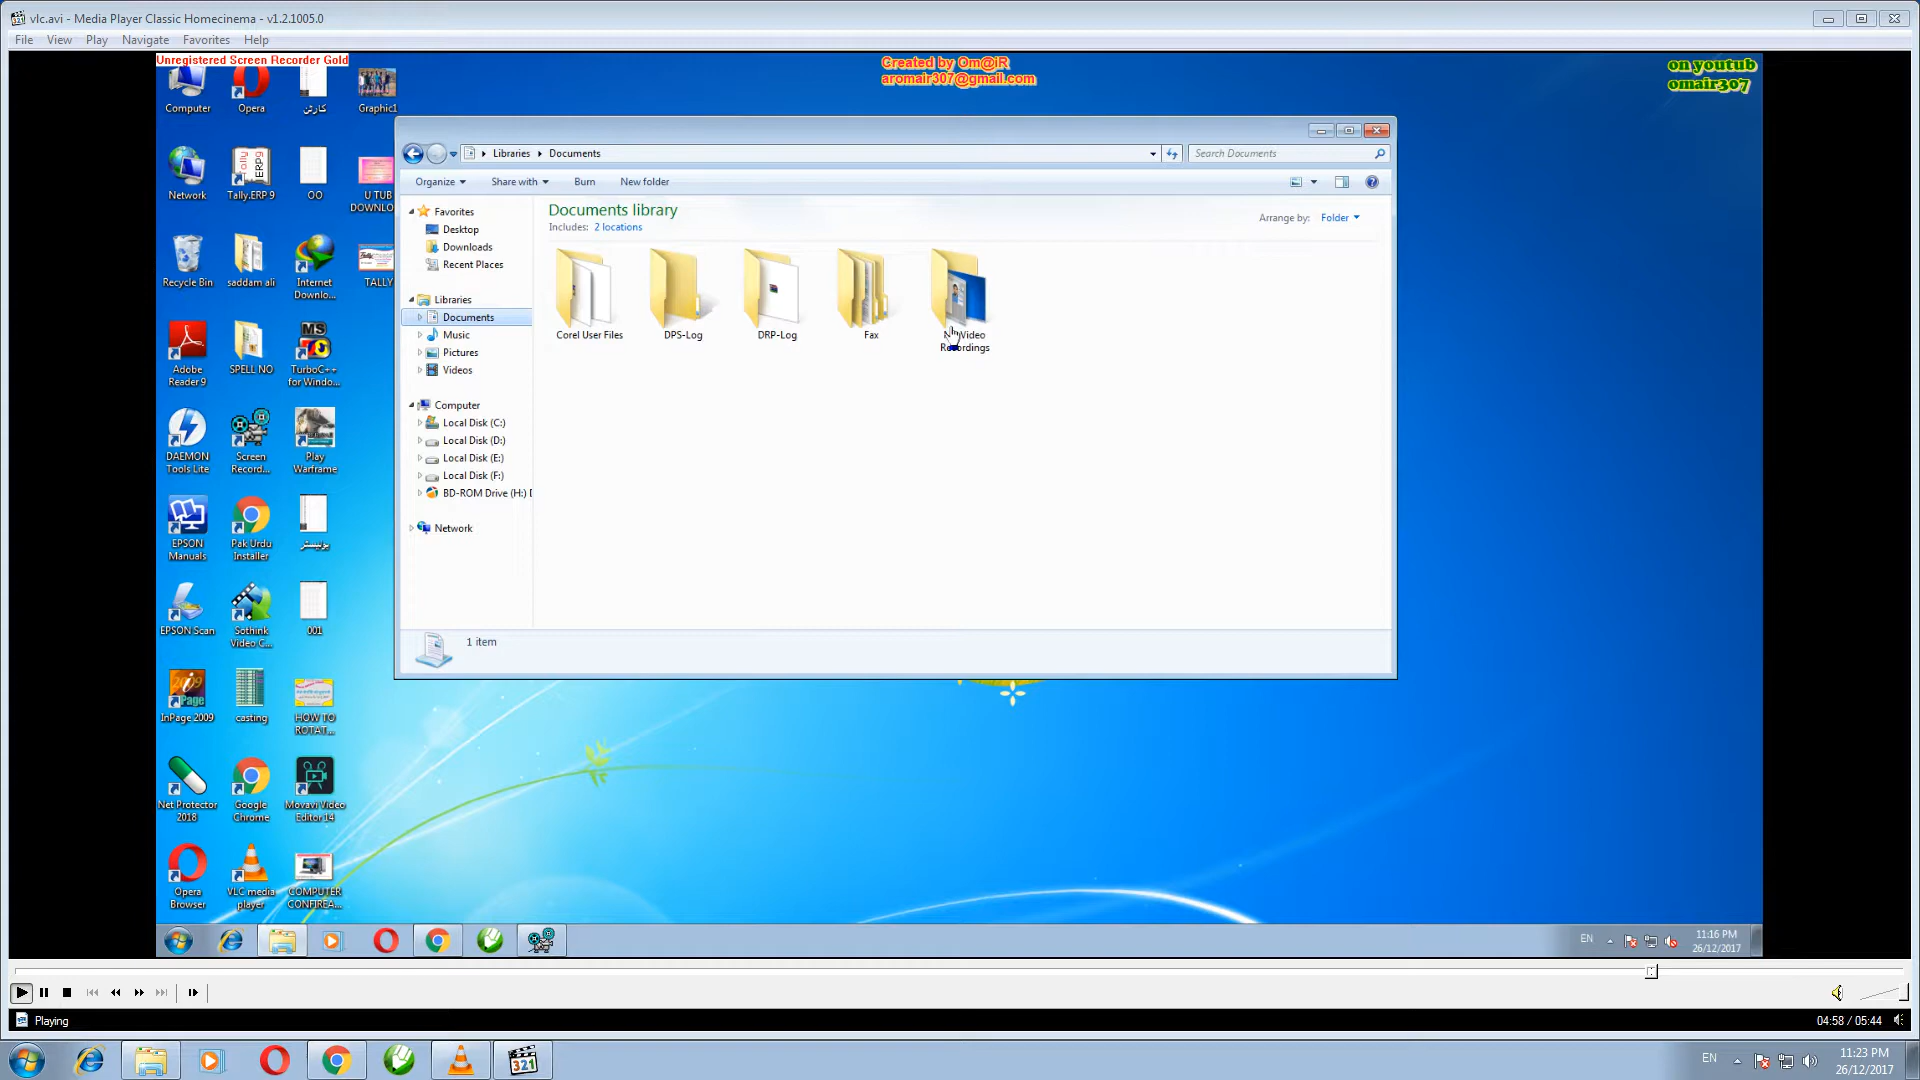 vlc.avi - Media Player Classic Homecinema - v1.2.1005.0
File View Play Navigate Favorites Help
Unregistered Screen Recorder Gold
Created by Om@iR
aromair307@gmail.com
on youtub
omair307
Computer
Opera
کارٹن
Graphic1
Network
Tally.ERP 9
OO
U TUB
DOWNLO...
Recycle Bin
saddam ali
Internet
Downlo...
TALLY
Adobe
Reader 9
SPELL NO
TurboC++
for Windo...
DAEMON
Tools Lite
Screen
Record...
Play
Warframe
EPSON
Manuals
Pak Urdu
Installer
EPSON Scan
Sothink
Video C...
001
InPage 2009
casting
HOW TO
ROTAT...
Net Protector
2018
Google
Chrome
Movavi Video
Editor 14
Opera
Browser
VLC media
player
COMPUTER
CONFIREA...
Libraries Documents
Search Documents
Organize Share with Burn New folder
Favorites
Desktop
Downloads
Recent Places
Libraries
Documents
Music
Pictures
Videos
Computer
Local Disk (C:)
Local Disk (D:)
Local Disk (E:)
Local Disk (F:)
BD-ROM Drive (H:)
Network
Documents library
Includes: 2 locations
Arrange by: Folder
Corel User Files
DPS-Log
DRP-Log
Fax
Video
1 item
EN
11:16 PM
26/12/2017
Playing
04:58 / 05:44
321
EN
11:23 PM
26/12/2017